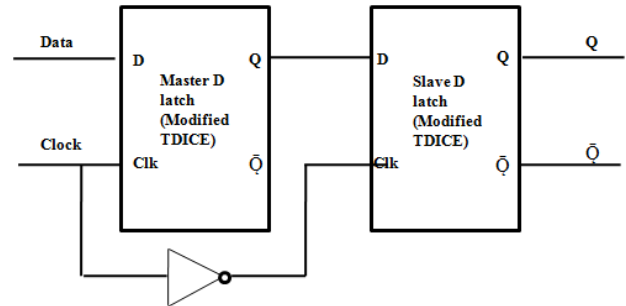 Data
D
Q
Master D
latch
(Modified
TDICE)
Clock
Clk
Q̄
D
Q
Slave D
latch
(Modified
TDICE)
Clk
Q̄
Q
Q̄